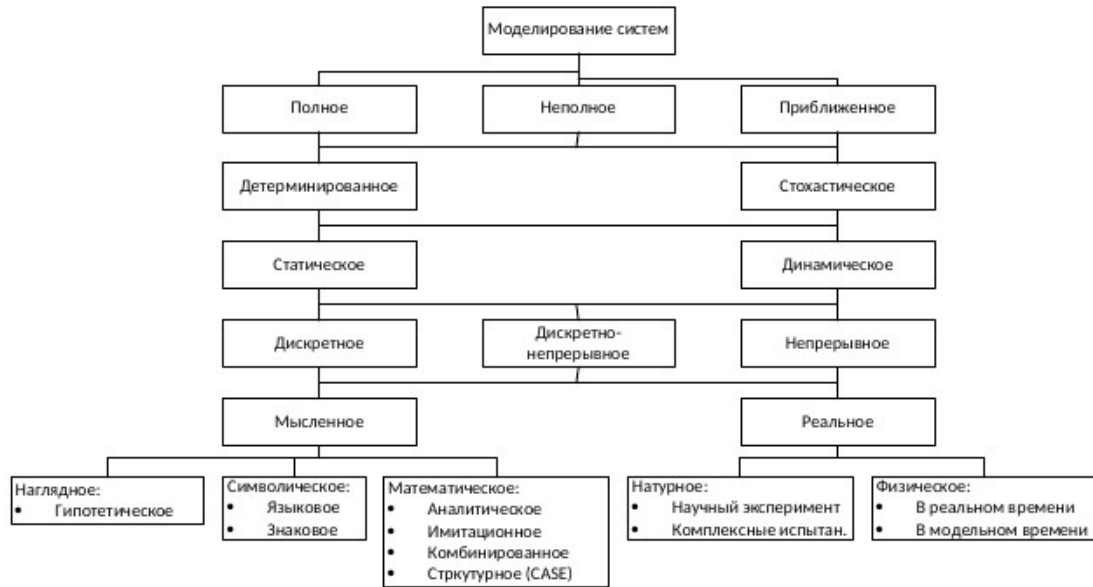 Моделирование систем
Полное
Неполное
Приближенное
Детерминированное
Стохастическое
Статическое
Динамическое
Дискретное
Дискретно-
непрерывное
Непрерывное
Мысленное
Реальное
Наглядное:
• Гипотетическое
Символическое:
• Языковое
• Знаковое
Математическое:
• Аналитическое
• Имитационное
• Комбинированное
• Стркутурное (CASE)
Натурное:
• Научный эксперимент
• Комплексные испытан.
Физическое:
• В реальном времени
• В модельном времени